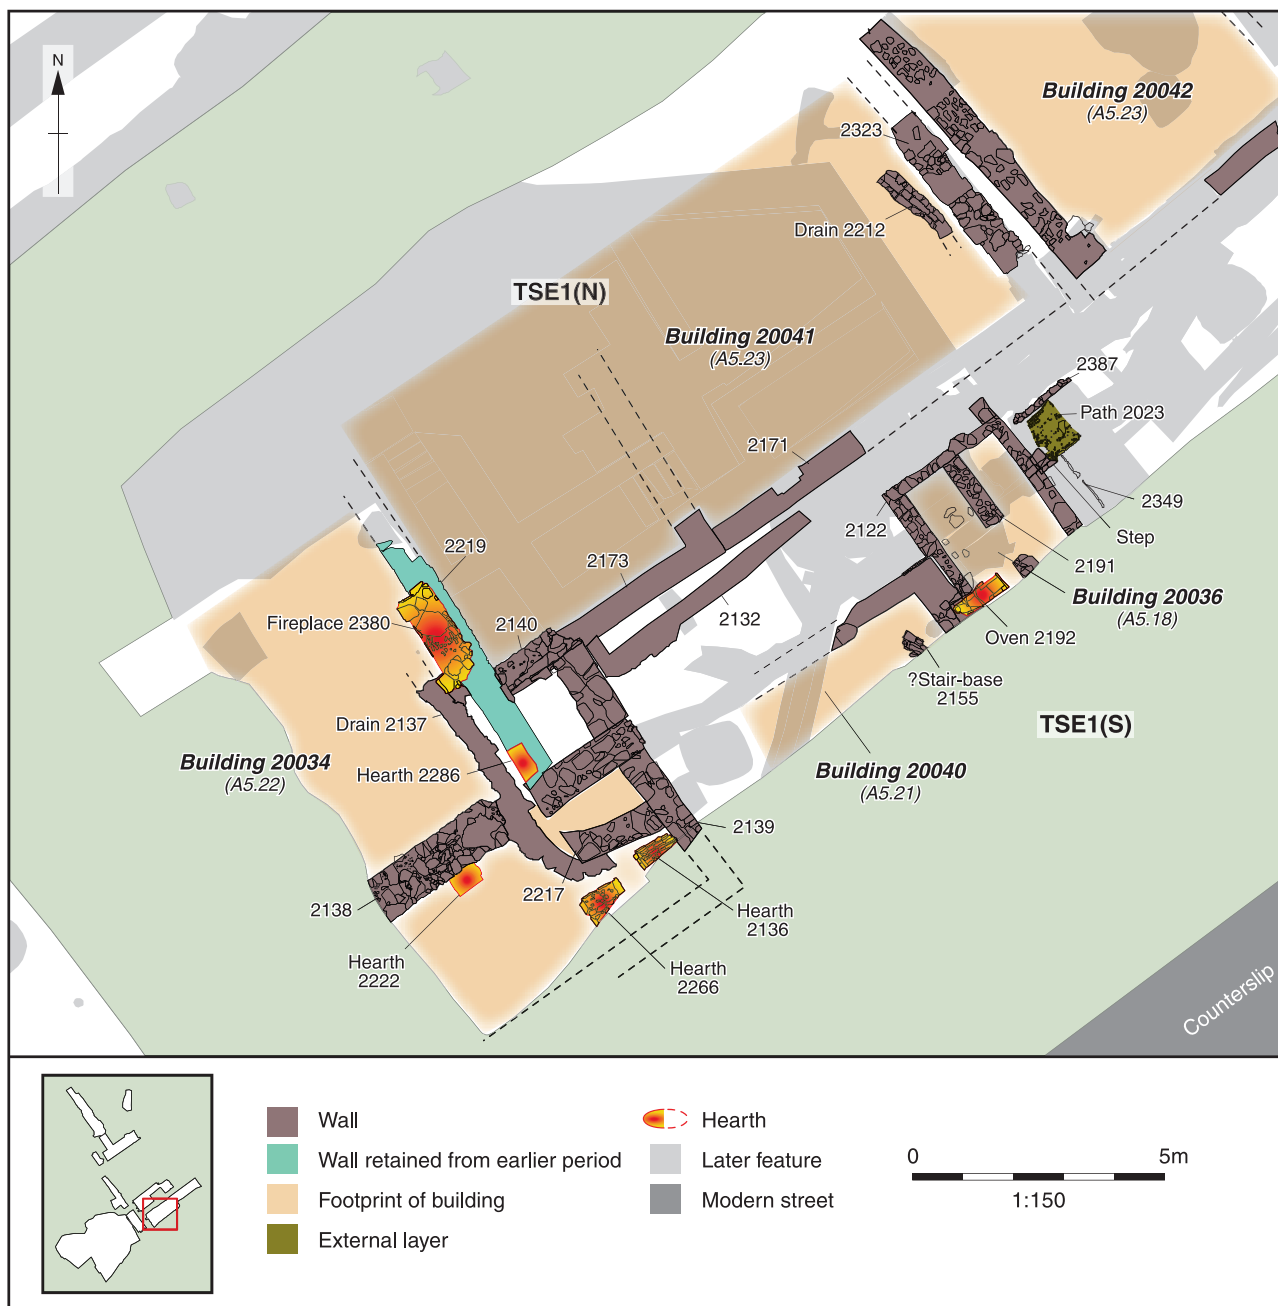 N
Building 20042
(A5.23)
2323
Drain 2212
TSE1(N)
Building 20041
(A5.23)
2387
Path 2023
2171
2349
2122
Step
2219
2173
2191
Building 20036
(A5.18)
Fireplace 2380
2140
2132
Oven 2192
?Stair-base
2155
Drain 2137
TSE1(S)
Building 20034
(A5.22)
Hearth 2286
Building 20040
(A5.21)
2139
2138
2217
Hearth
2136
Hearth
2222
Hearth
2266
Counterslip
Wall
Wall retained from earlier period
Footprint of building
External layer
Hearth
Later feature
Modern street
0 5m
1:150